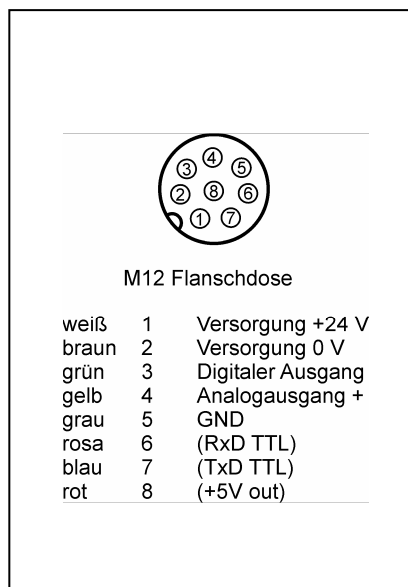 4
3 5
2 8 6
1 7
M12 Flanschdose
weiß 1 Versorgung +24 V
braun 2 Versorgung 0 V
grün 3 Digitaler Ausgang
gelb 4 Analogausgang +
grau 5 GND
rosa 6 (RxD TTL)
blau 7 (TxD TTL)
rot 8 (+5V out)